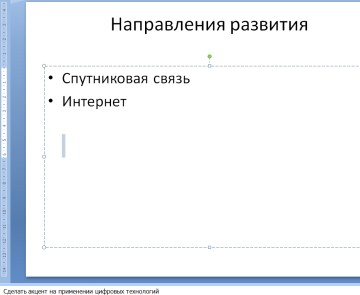 Направления развития
• Спутниковая связь
• Интернет
Сделать акцент на применении цифровых технологий